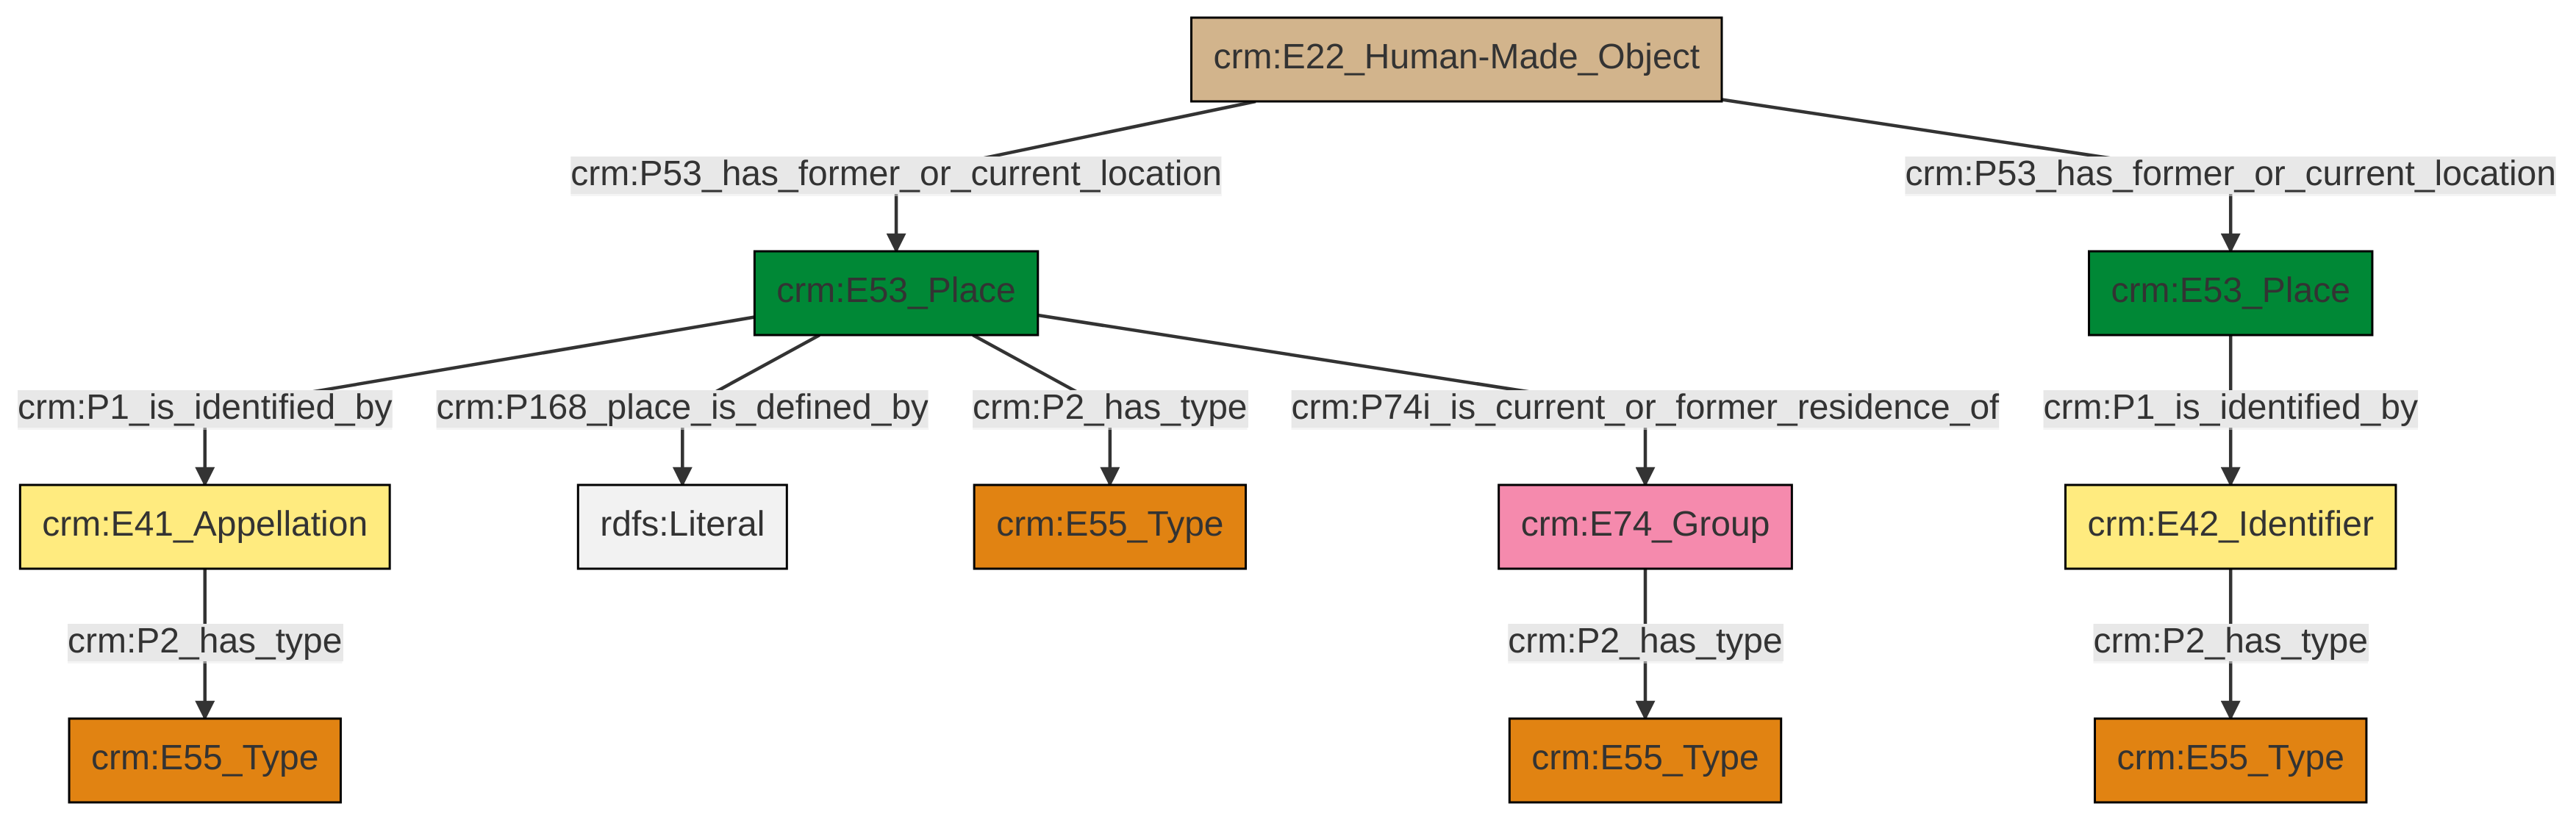 crm:E22_Human-Made_Object
crm:P53_has_former_or_current_location
crm:P53_has_former_or_current_location
crm:E53_Place
crm:E53_Place
crm:P1_is_identified_by
crm:P168_place_is_defined_by
crm:P2_has_type
crm:P74i_is_current_or_former_residence_of
crm:P1_is_identified_by
crm:E41_Appellation
rdfs:Literal
crm:E55_Type
crm:E74_Group
crm:E42_Identifier
crm:P2_has_type
crm:P2_has_type
crm:P2_has_type
crm:E55_Type
crm:E55_Type
crm:E55_Type